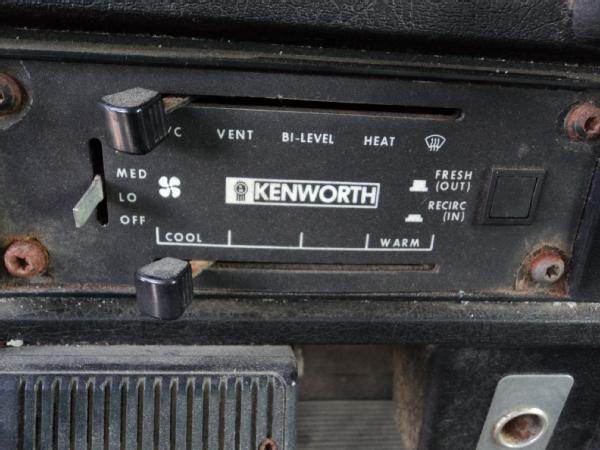 /C VENT BI-LEVEL HEAT
MED
LO
OFF
KENWORTH
FRESH
(OUT)
RECIRC
(IN)
COOL WARM